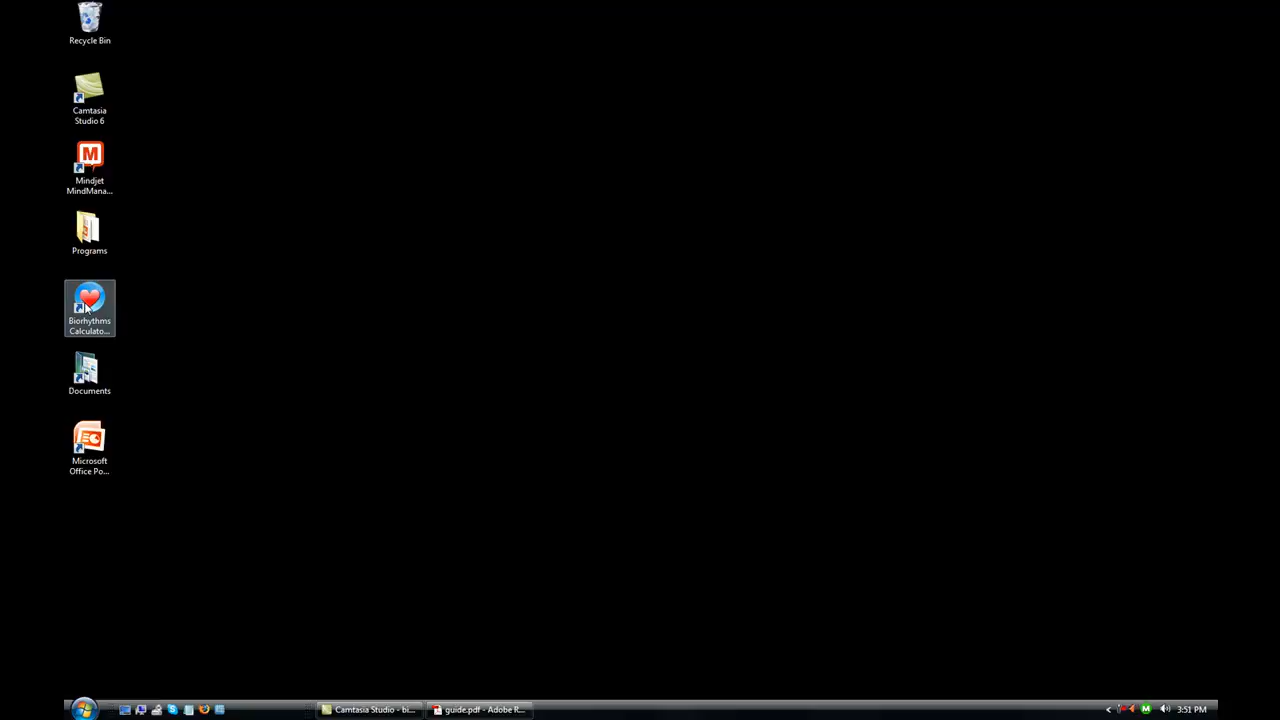 Recycle Bin
Camtasia
Studio 6
M
Mindjet
MindMana...
Programs
Biorhythms
Calculato...
Documents
Microsoft
Office Po...
Camtasia Studio - bi...
guide.pdf - Adobe R...
3:51 PM